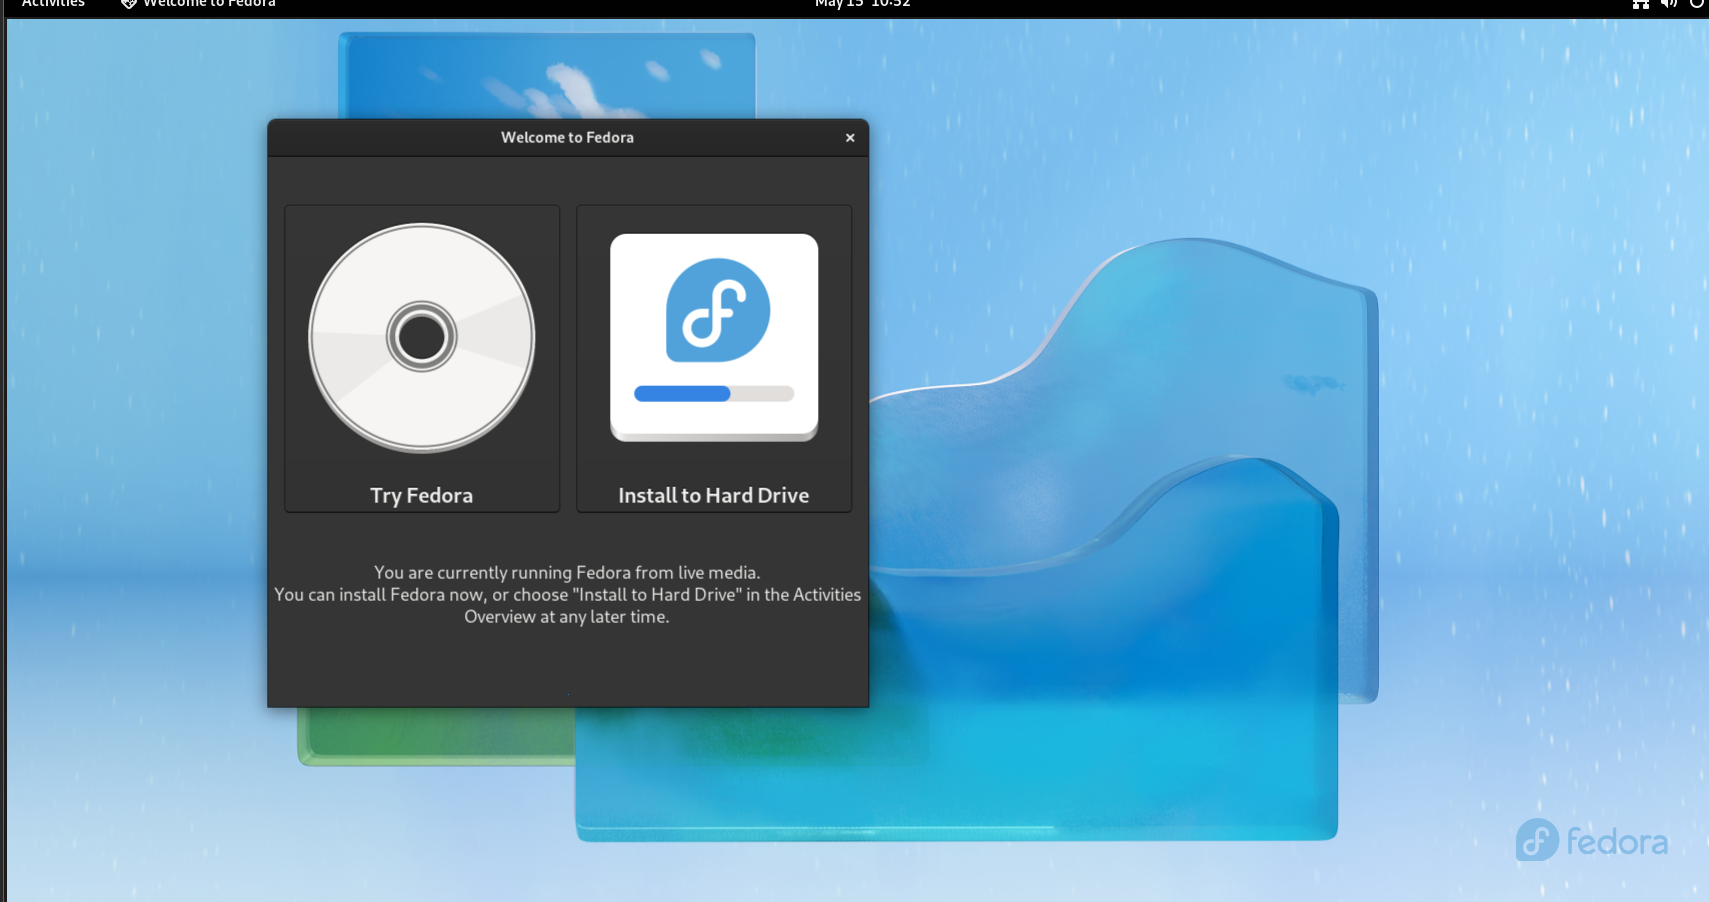 Activities
Welcome to Fedora
May 15 10:52
Welcome to Fedora
Try Fedora
Install to Hard Drive
You are currently running Fedora from live media.
You can install Fedora now, or choose "Install to Hard Drive" in the Activities
Overview at any later time.
fedora